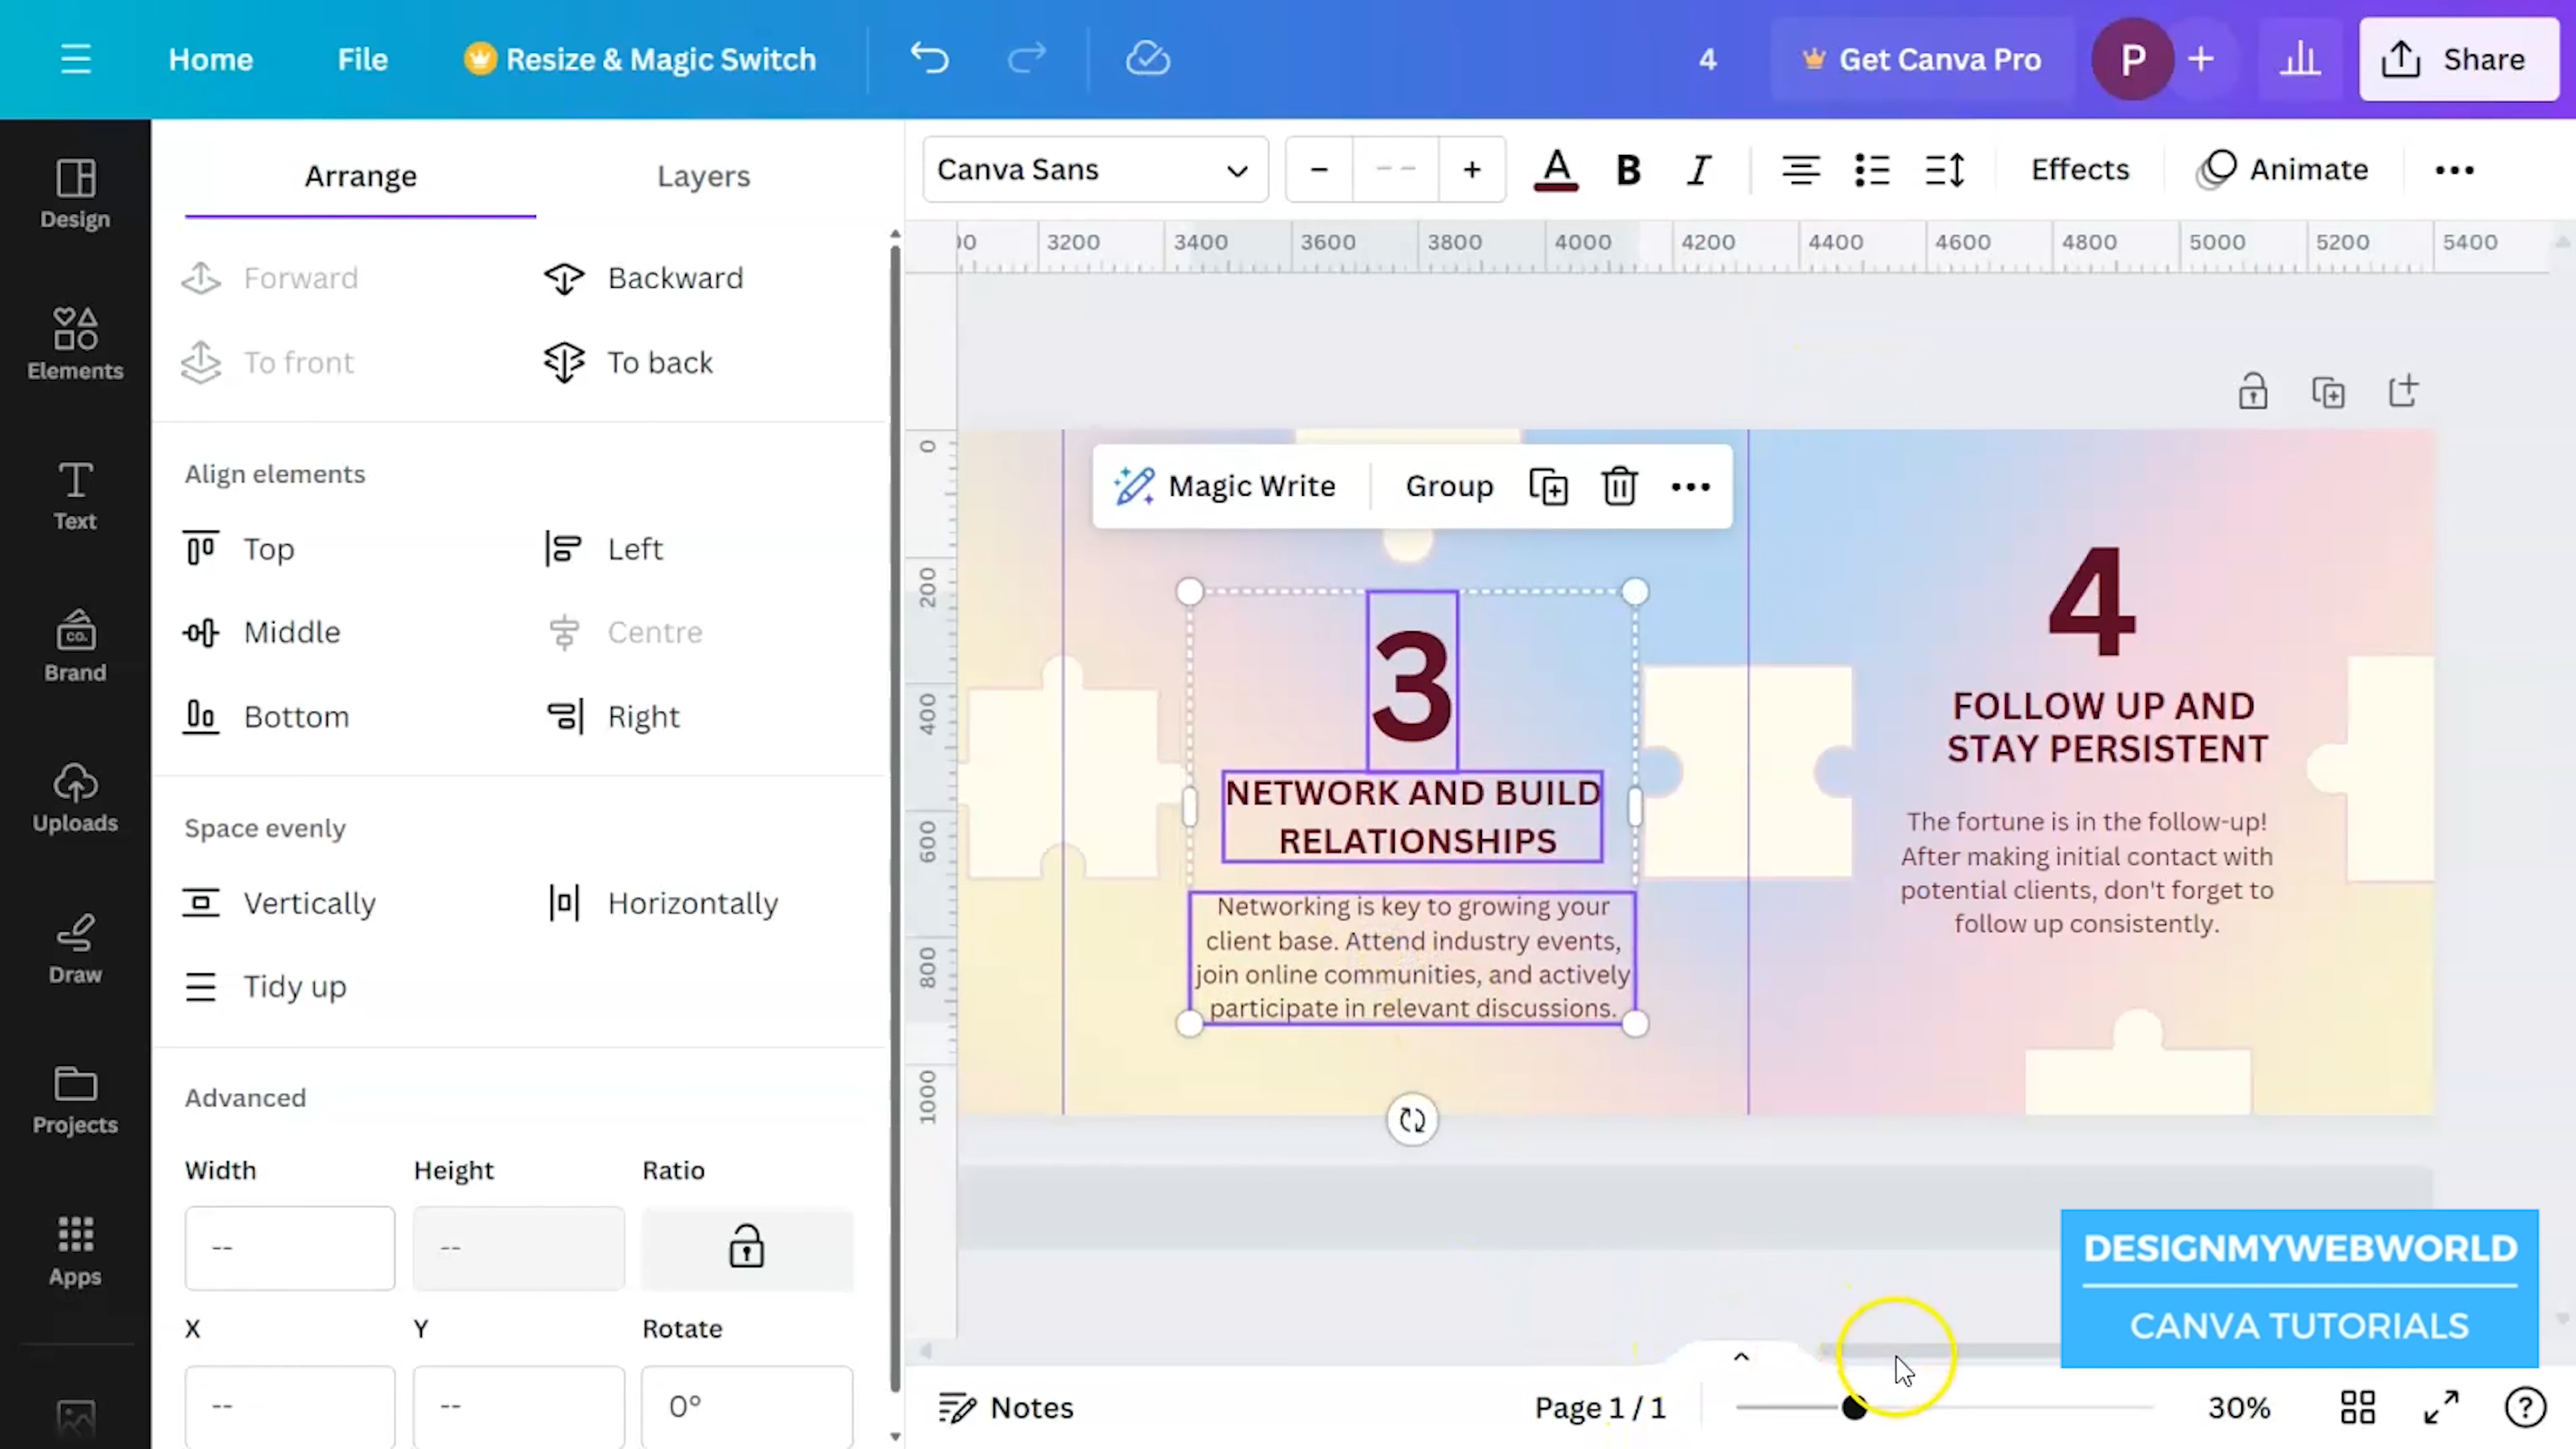 Home File Resize & Magic Switch 4 Get Canva Pro P Share
Design
Elements
Text
CO.
Brand
Uploads
Draw
Projects
Apps
Arrange Layers
Forward Backward
To front To back
Align elements
Top Left
Middle Centre
Bottom Right
Space evenly
Vertically Horizontally
Tidy up
Advanced
Width Height Ratio
-- --
X Y Rotate
-- -- 0°
Canva Sans - -- + A B I Effects Animate
00 3200 3400 3600 3800 4000 4200 4400 4600 4800 5000 5200 5400
0
200
400
600
800
1000
Magic Write Group
3
NETWORK AND BUILD
RELATIONSHIPS
Networking is key to growing your
client base. Attend industry events,
join online communities, and actively
participate in relevant discussions.
4
FOLLOW UP AND
STAY PERSISTENT
The fortune is in the follow-up!
After making initial contact with
potential clients, don't forget to
follow up consistently.
DESIGNMYWEBWORLD
CANVA TUTORIALS
Notes Page 1 / 1 30% ?